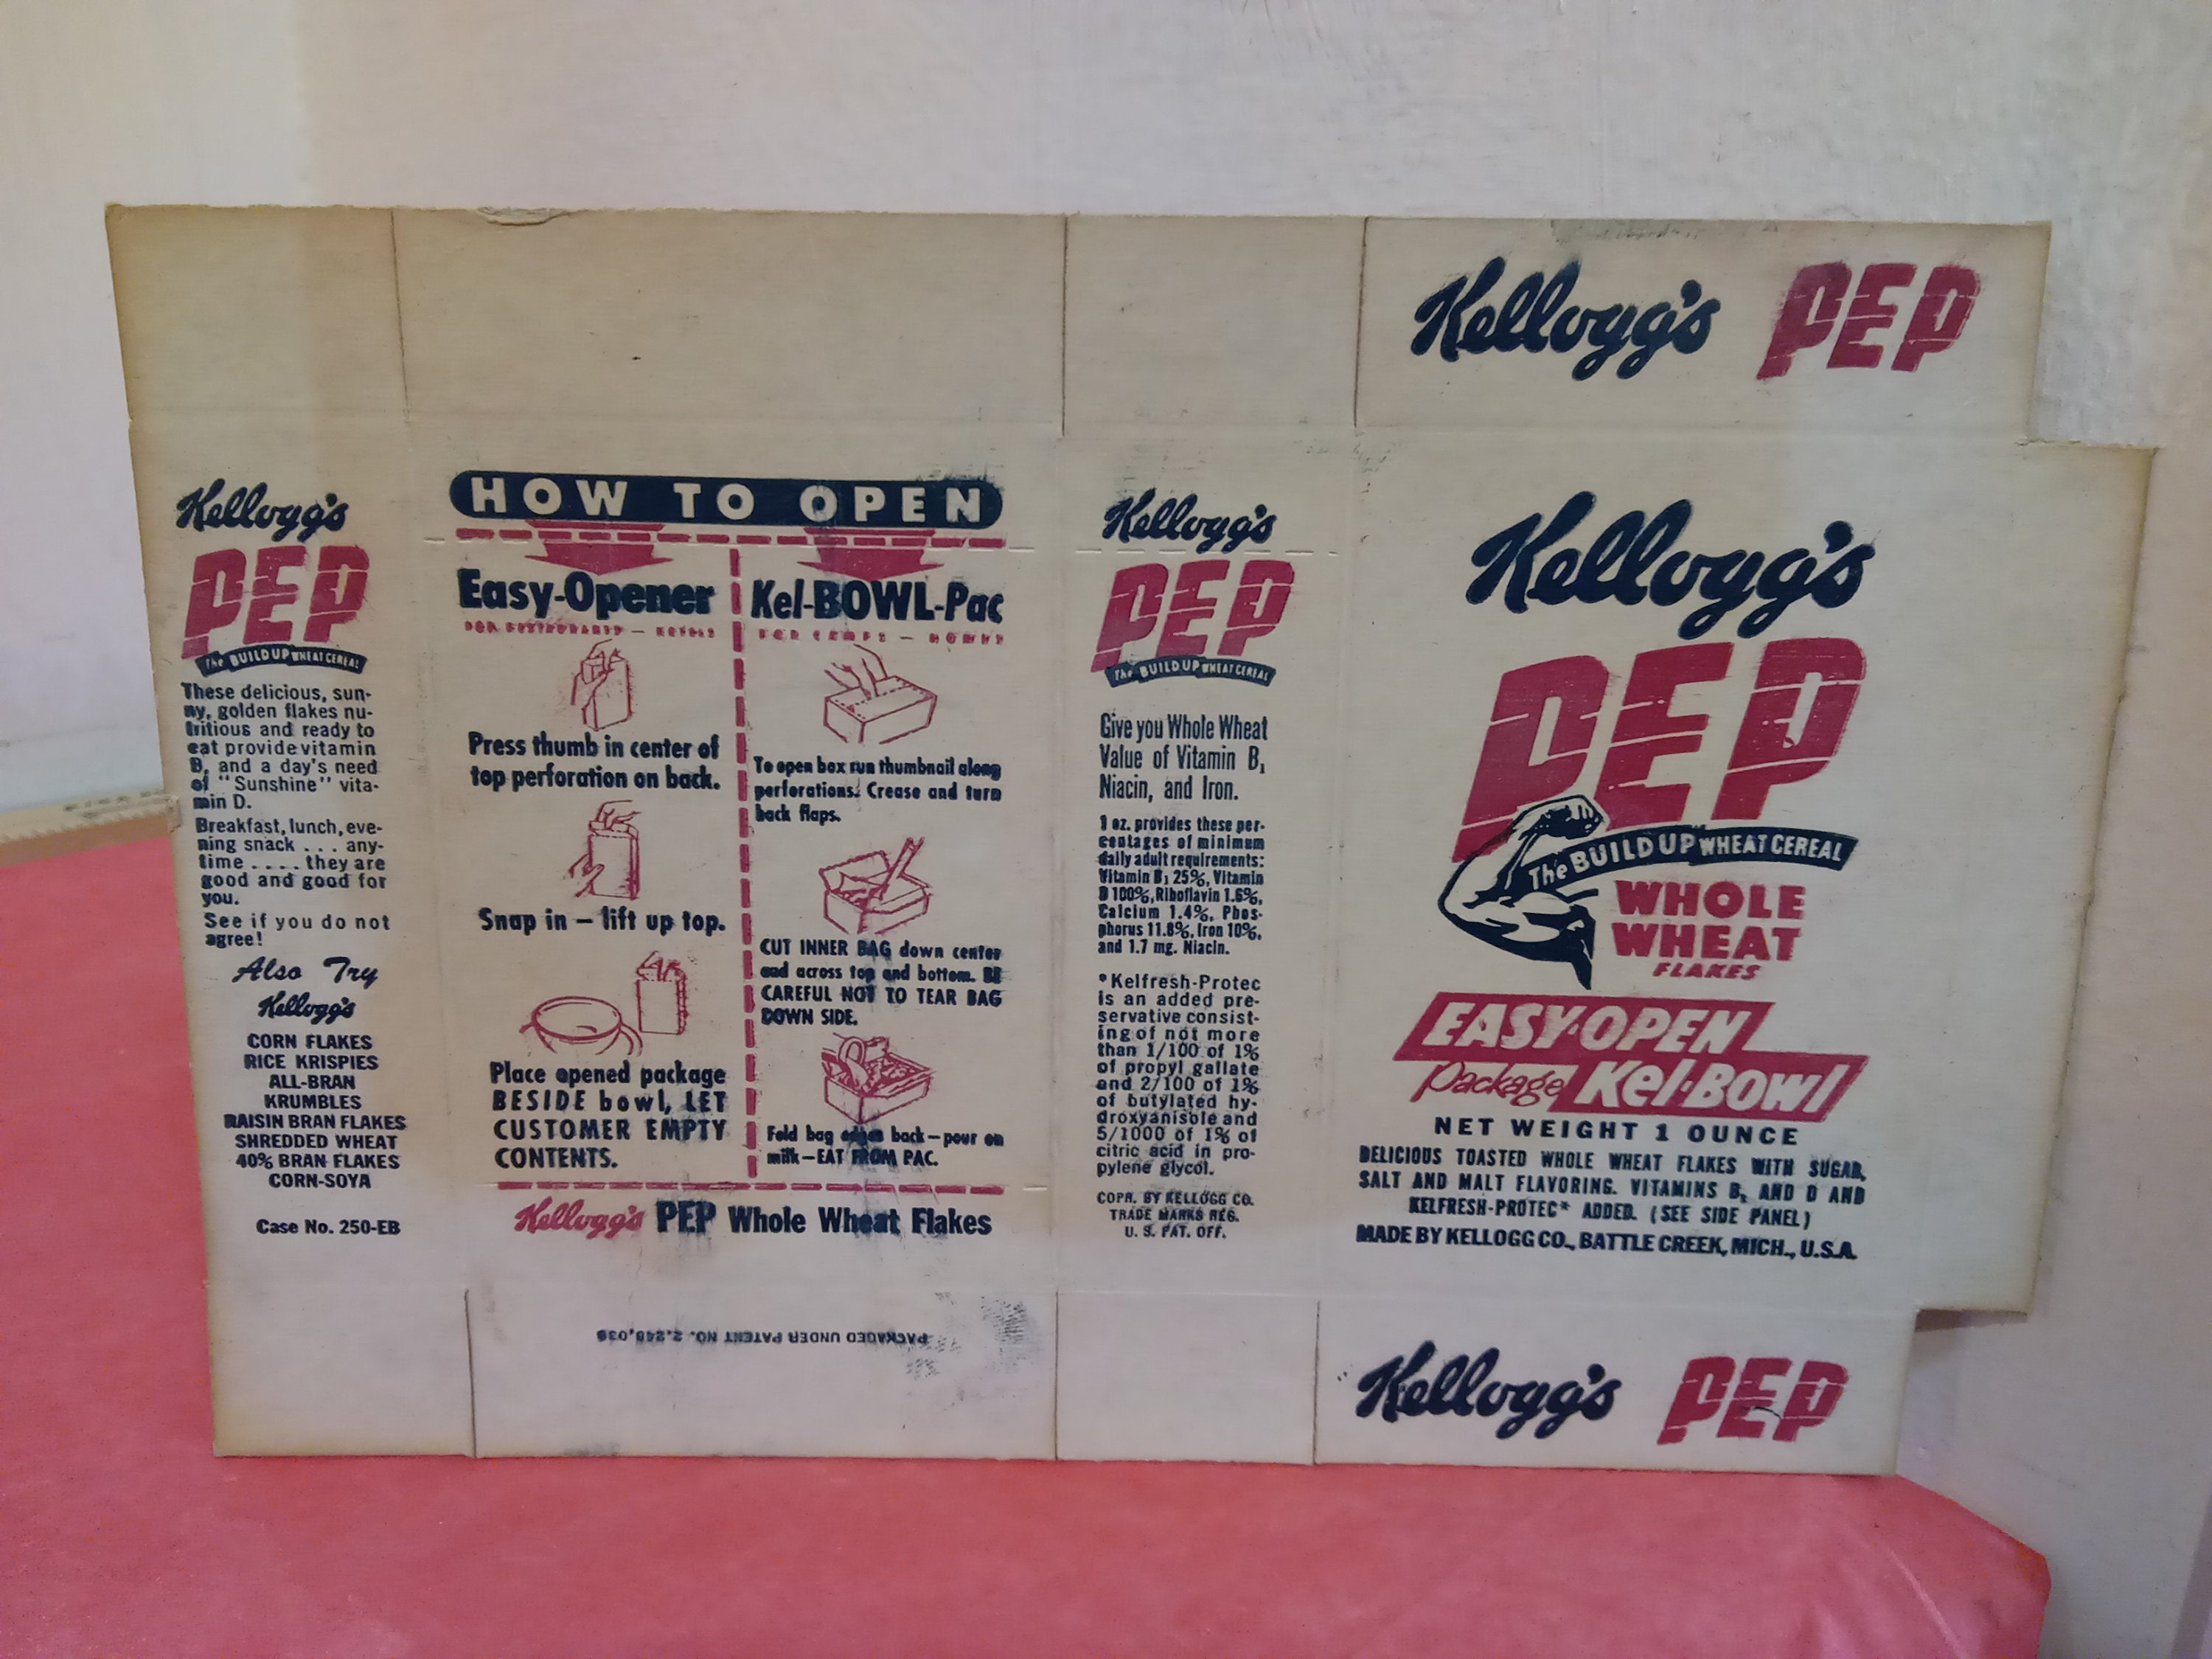 Kellogg's PEP
Kellogg's
PEP
The BUILD UP WHEAT CEREAL
These delicious, sun-
ny, golden flakes nu-
tritious and ready to
eat provide vitamin
B, and a day's need
of "Sunshine" vita-
min D.
Breakfast, lunch, eve-
ning snack . . . any-
time . . . . they are
good and good for
you.
See if you do not
agree!
Also Try
Kellogg's
CORN FLAKES
RICE KRISPIES
ALL-BRAN
KRUMBLES
RAISIN BRAN FLAKES
SHREDDED WHEAT
40% BRAN FLAKES
CORN-SOYA
Case No. 250-EB
HOW TO OPEN
Easy-Opener
FOR RESTAURANTS — HOTELS
Press thumb in center of
top perforation on back.
Snap in – lift up top.
Place opened package
BESIDE bowl, LET
CUSTOMER EMPTY
CONTENTS.
Kel-BOWL-Pac
FOR CAMPS — HOMES
To open box run thumbnail along
perforations. Crease and turn
back flaps.
CUT INNER BAG down center
and across top and bottom. BE
CAREFUL NOT TO TEAR BAG
DOWN SIDE.
Fold bag edges back – pour on
milk – EAT FROM PAC.
Kellogg's PEP Whole Wheat Flakes
PACKAGED UNDER PATENT NO.
Kellogg's
PEP
The BUILD UP WHEAT CEREAL
Give you Whole Wheat
Value of Vitamin B₁
Niacin, and Iron.
1 oz. provides these per-
centages of minimum
daily adult requirements:
Vitamin B₁ 25%, Vitamin
D 100%, Riboflavin 1.6%,
Calcium 1.4%, Phos-
phorus 11.8%, Iron 10%,
and 1.7 mg. Niacin.
*Kelfresh-Protec
is an added pre-
servative consist-
ing of not more
than 1/100 of 1%
of propyl gallate
and 2/100 of 1%
of butylated hy-
droxyanisole and
5/1000 of 1% of
citric acid in pro-
pylene glycol.
COPR. BY KELLOGG CO.
TRADE MARKS REG.
U. S. PAT. OFF.
Kellogg's
PEP
The BUILD UP WHEAT CEREAL
WHOLE
WHEAT
FLAKES
EASY-OPEN
package Kel-BOWl
NET WEIGHT 1 OUNCE
DELICIOUS TOASTED WHOLE WHEAT FLAKES WITH SUGAR,
SALT AND MALT FLAVORING. VITAMINS B₁ AND D AND
KELFRESH-PROTEC* ADDED. (SEE SIDE PANEL)
MADE BY KELLOGG CO., BATTLE CREEK, MICH., U.S.A.
Kellogg's PEP